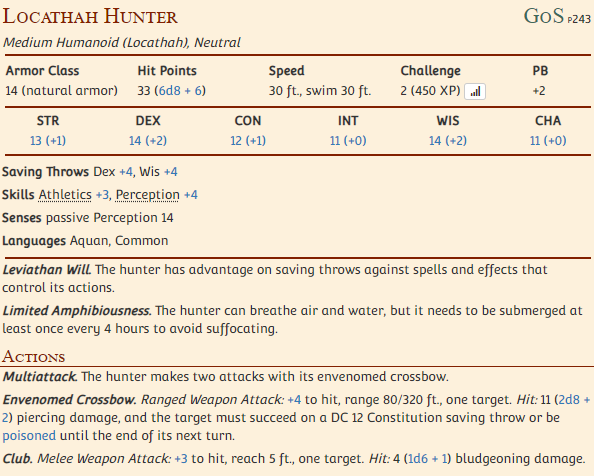 LOCATHAH HUNTER GoS P243
Medium Humanoid (Locathah), Neutral
Armor Class Hit Points Speed Challenge PB
14 (natural armor) 33 (6d8 + 6) 30 ft., swim 30 ft. 2 (450 XP) +2
STR DEX CON INT WIS CHA
13 (+1) 14 (+2) 12 (+1) 11 (+0) 14 (+2) 11 (+0)
Saving Throws Dex +4, Wis +4
Skills Athletics +3, Perception +4
Senses passive Perception 14
Languages Aquan, Common
Leviathan Will. The hunter has advantage on saving throws against spells and effects that
control its actions.
Limited Amphibiousness. The hunter can breathe air and water, but it needs to be submerged at
least once every 4 hours to avoid suffocating.
ACTIONS
Multiattack. The hunter makes two attacks with its envenomed crossbow.
Envenomed Crossbow. Ranged Weapon Attack: +4 to hit, range 80/320 ft., one target. Hit: 11 (2d8 +
2) piercing damage, and the target must succeed on a DC 12 Constitution saving throw or be
poisoned until the end of its next turn.
Club. Melee Weapon Attack: +3 to hit, reach 5 ft., one target. Hit: 4 (1d6 + 1) bludgeoning damage.